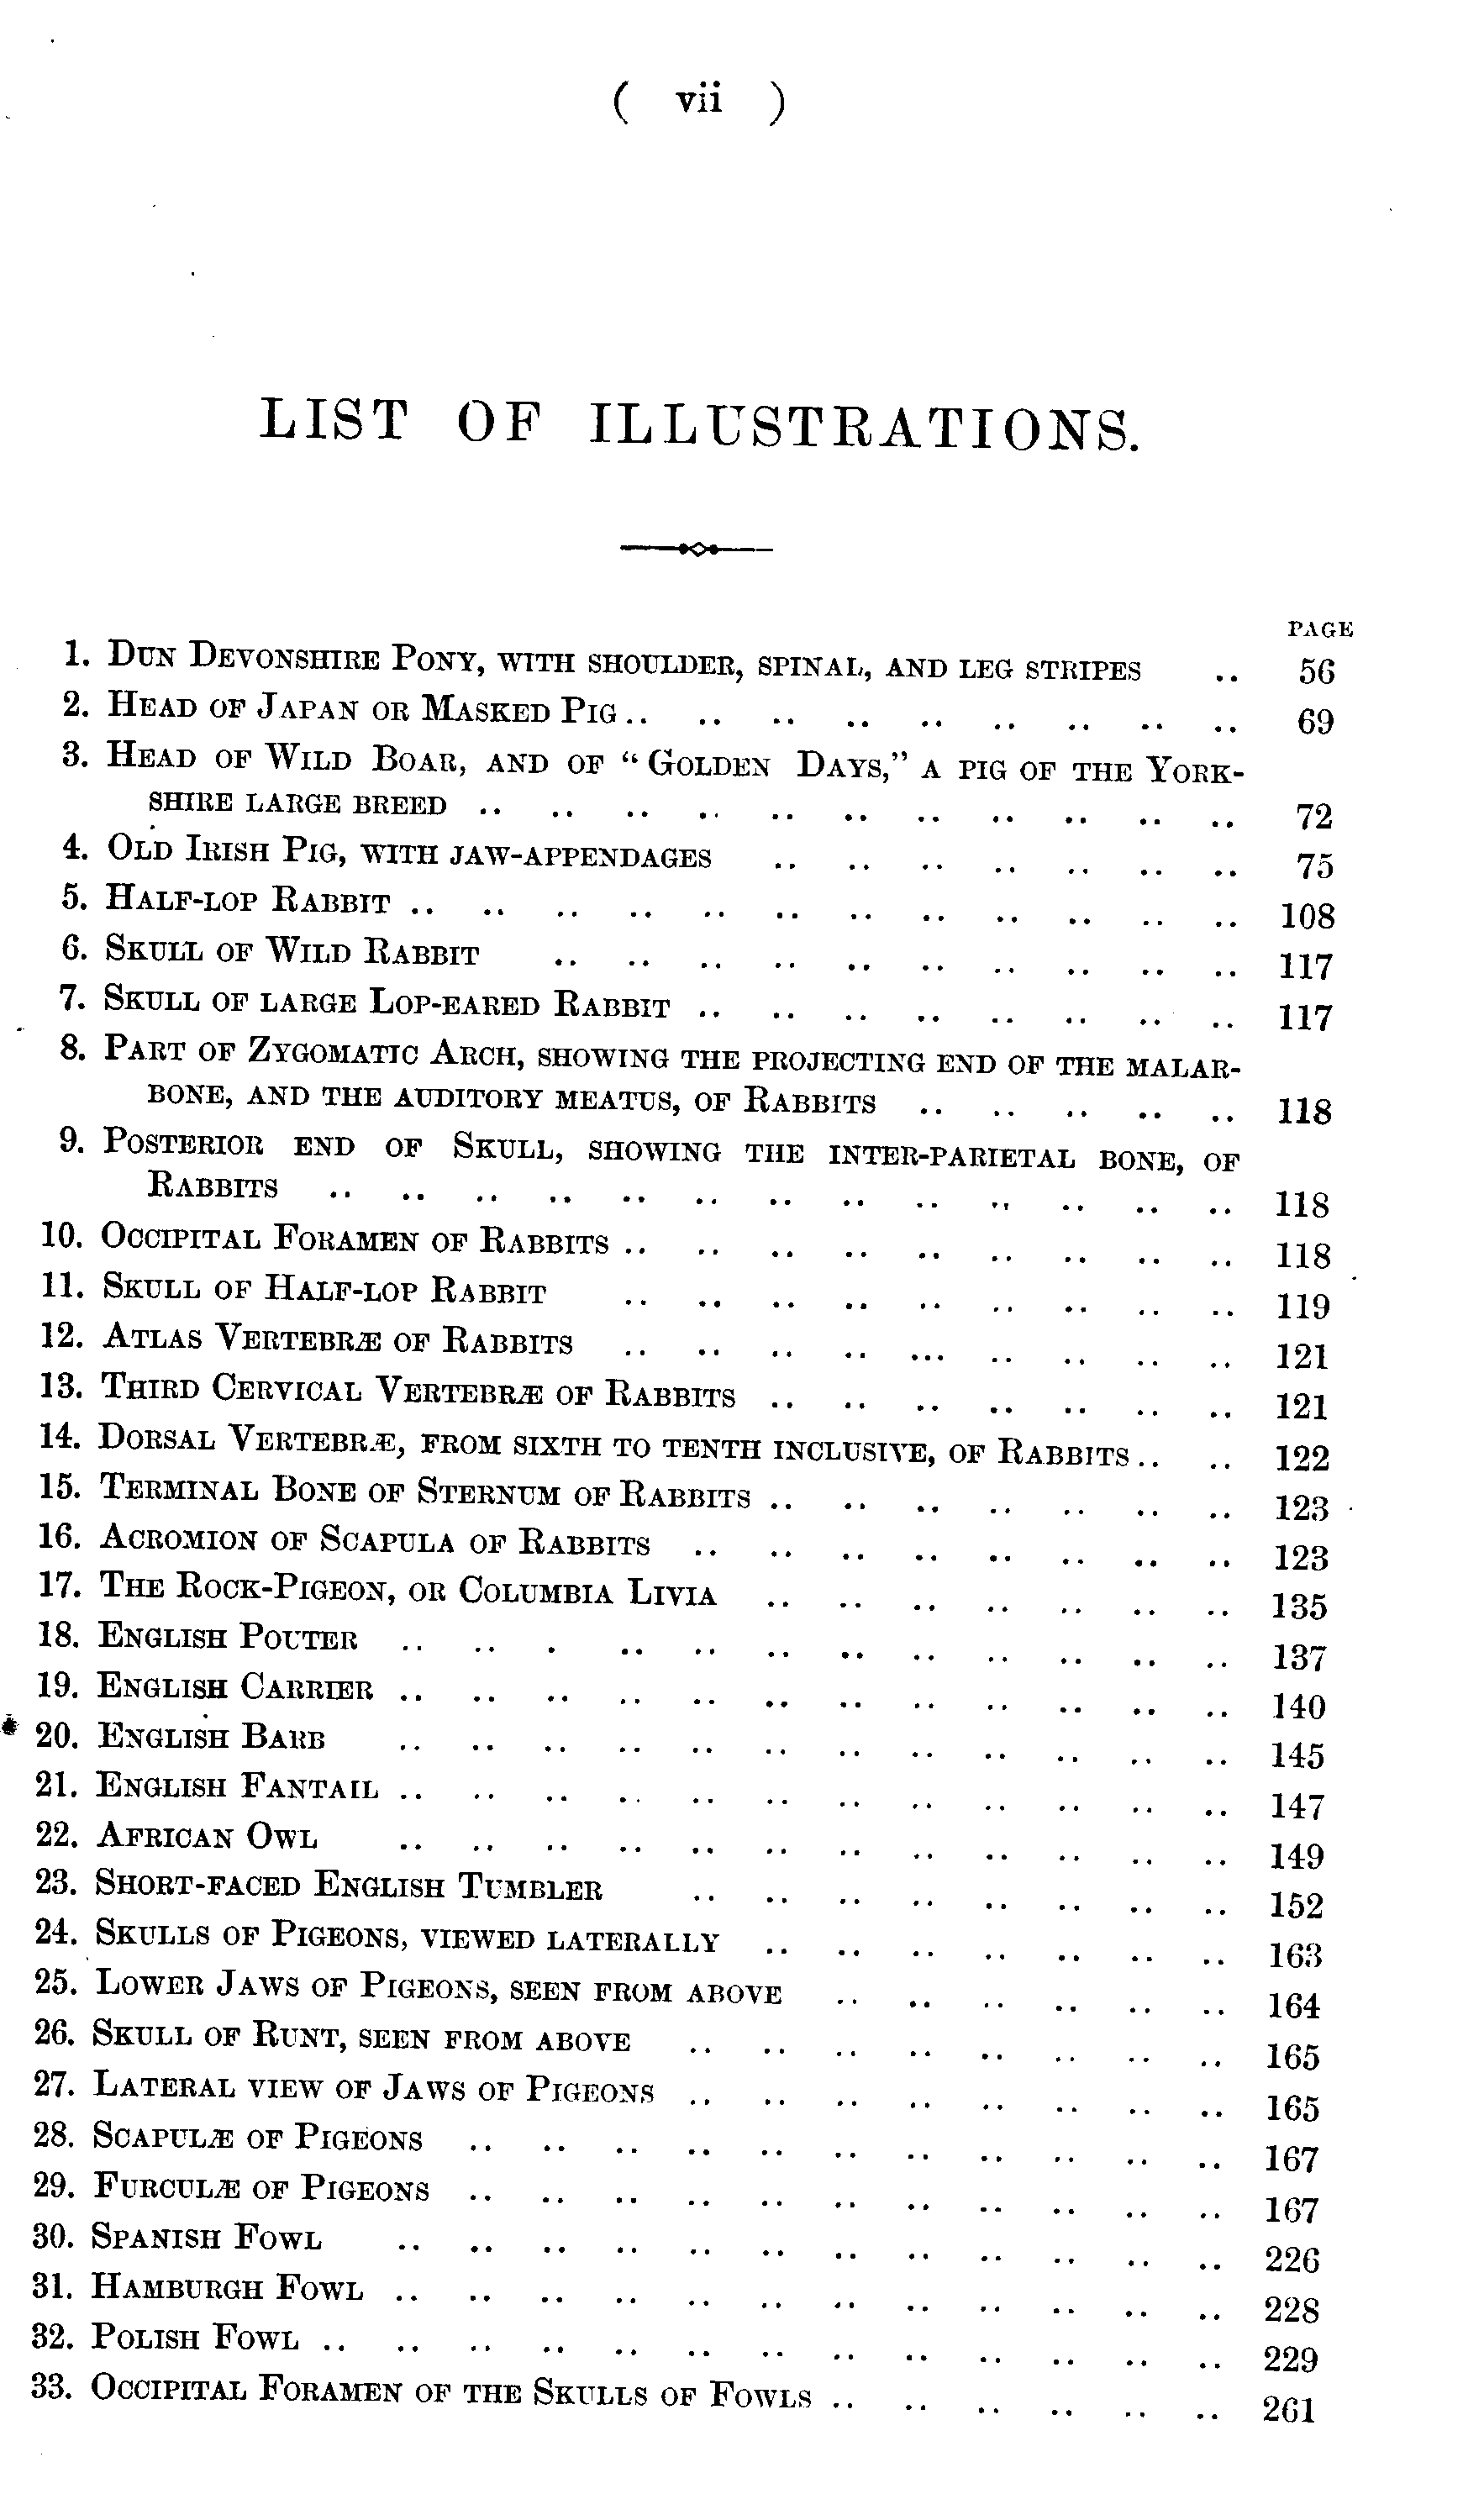 ( vii )
LIST OF ILLUSTRATIONS.
PAGE
1. Dun Devonshire Pony, with shoulder, spinal, and leg stripes .. 56
2. Head of Japan or Masked Pig .. .. .. .. .. .. .. .. .. 69
3. Head of Wild Boar, and of “Golden Days,” a pig of the York-
shire large breed .. .. .. .. .. .. .. .. .. .. .. 72
4. Old Irish Pig, with jaw-appendages .. .. .. .. .. .. .. 75
5. Half-lop Rabbit .. .. .. .. .. .. .. .. .. .. .. .. 108
6. Skull of Wild Rabbit .. .. .. .. .. .. .. .. .. .. 117
7. Skull of large Lop-eared Rabbit .. .. .. .. .. .. .. .. 117
8. Part of Zygomatic Arch, showing the projecting end of the malar-
bone, and the auditory meatus, of Rabbits .. .. .. .. .. 118
9. Posterior end of Skull, showing the inter-parietal bone, of
Rabbits .. .. .. .. .. .. .. .. .. .. .. .. .. 118
10. Occipital Foramen of Rabbits .. .. .. .. .. .. .. .. .. 118
11. Skull of Half-lop Rabbit .. .. .. .. .. .. .. .. .. 119
12. Atlas Vertebræ of Rabbits .. .. .. .. ... .. .. .. .. 121
13. Third Cervical Vertebræ of Rabbits .. .. .. .. .. .. .. 121
14. Dorsal Vertebræ, from sixth to tenth inclusive, of Rabbits .. .. 122
15. Terminal Bone of Sternum of Rabbits .. .. .. .. .. .. .. 123
16. Acromion of Scapula of Rabbits .. .. .. .. .. .. .. .. 123
17. The Rock-Pigeon, or Columbia Livia .. .. .. .. .. .. .. 135
18. English Pouter .. .. . .. .. .. .. .. .. .. .. .. 137
19. English Carrier .. .. .. .. .. .. .. .. .. .. .. .. 140
20. English Barb .. .. .. .. .. .. .. .. .. .. .. .. 145
21. English Fantail .. .. .. .. .. .. .. .. .. .. .. .. 147
22. African Owl .. .. .. .. .. .. .. .. .. .. .. .. 149
23. Short-faced English Tumbler .. .. .. .. .. .. .. .. 152
24. Skulls of Pigeons, viewed laterally .. .. .. .. .. .. .. 163
25. Lower Jaws of Pigeons, seen from above .. .. .. .. .. .. 164
26. Skull of Runt, seen from above .. .. .. .. .. .. .. .. 165
27. Lateral view of Jaws of Pigeons .. .. .. .. .. .. .. .. 165
28. Scapulæ of Pigeons .. .. .. .. .. .. .. .. .. .. .. 167
29. Furculæ of Pigeons .. .. .. .. .. .. .. .. .. .. .. 167
30. Spanish Fowl .. .. .. .. .. .. .. .. .. .. .. .. 226
31. Hamburgh Fowl .. .. .. .. .. .. .. .. .. .. .. .. 228
32. Polish Fowl .. .. .. .. .. .. .. .. .. .. .. .. .. 229
33. Occipital Foramen of the Skulls of Fowls .. .. .. .. .. .. 261